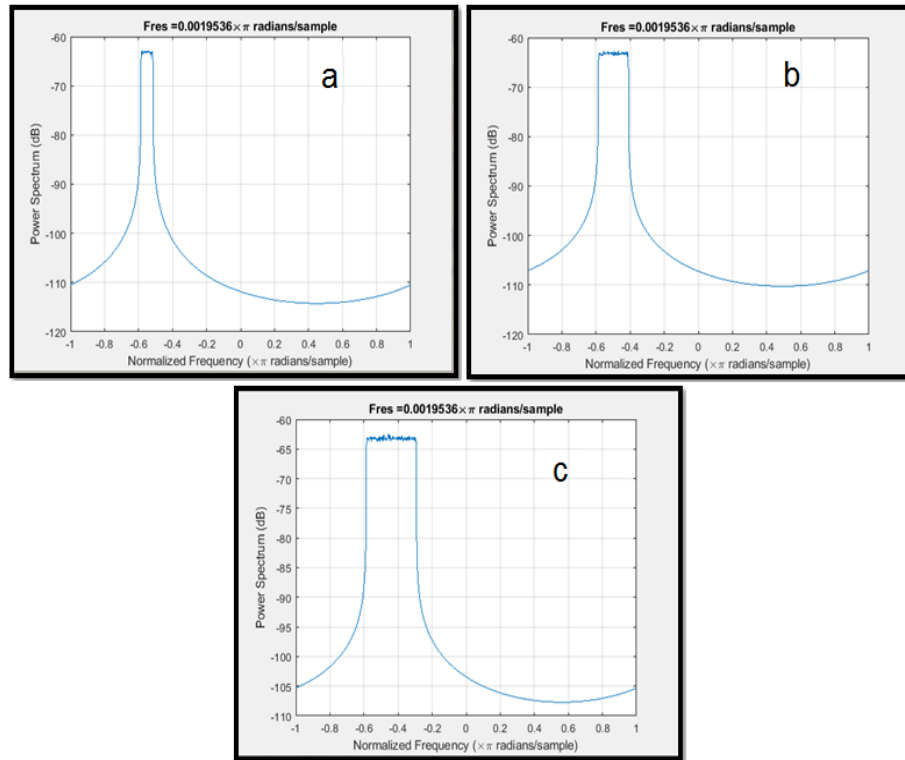 Fres =0.0019536×π radians/sample
a
Power Spectrum (dB)
-60
-70
-80
-90
-100
-110
-120
-1 -0.8 -0.6 -0.4 -0.2 0 0.2 0.4 0.6 0.8 1
Normalized Frequency (×π radians/sample)
Fres =0.0019536×π radians/sample
b
Power Spectrum (dB)
-60
-70
-80
-90
-100
-110
-120
-1 -0.8 -0.6 -0.4 -0.2 0 0.2 0.4 0.6 0.8 1
Normalized Frequency (×π radians/sample)
Fres =0.0019536×π radians/sample
c
Power Spectrum (dB)
-60
-65
-70
-75
-80
-85
-90
-95
-100
-105
-110
-1 -0.8 -0.6 -0.4 -0.2 0 0.2 0.4 0.6 0.8 1
Normalized Frequency (×π radians/sample)